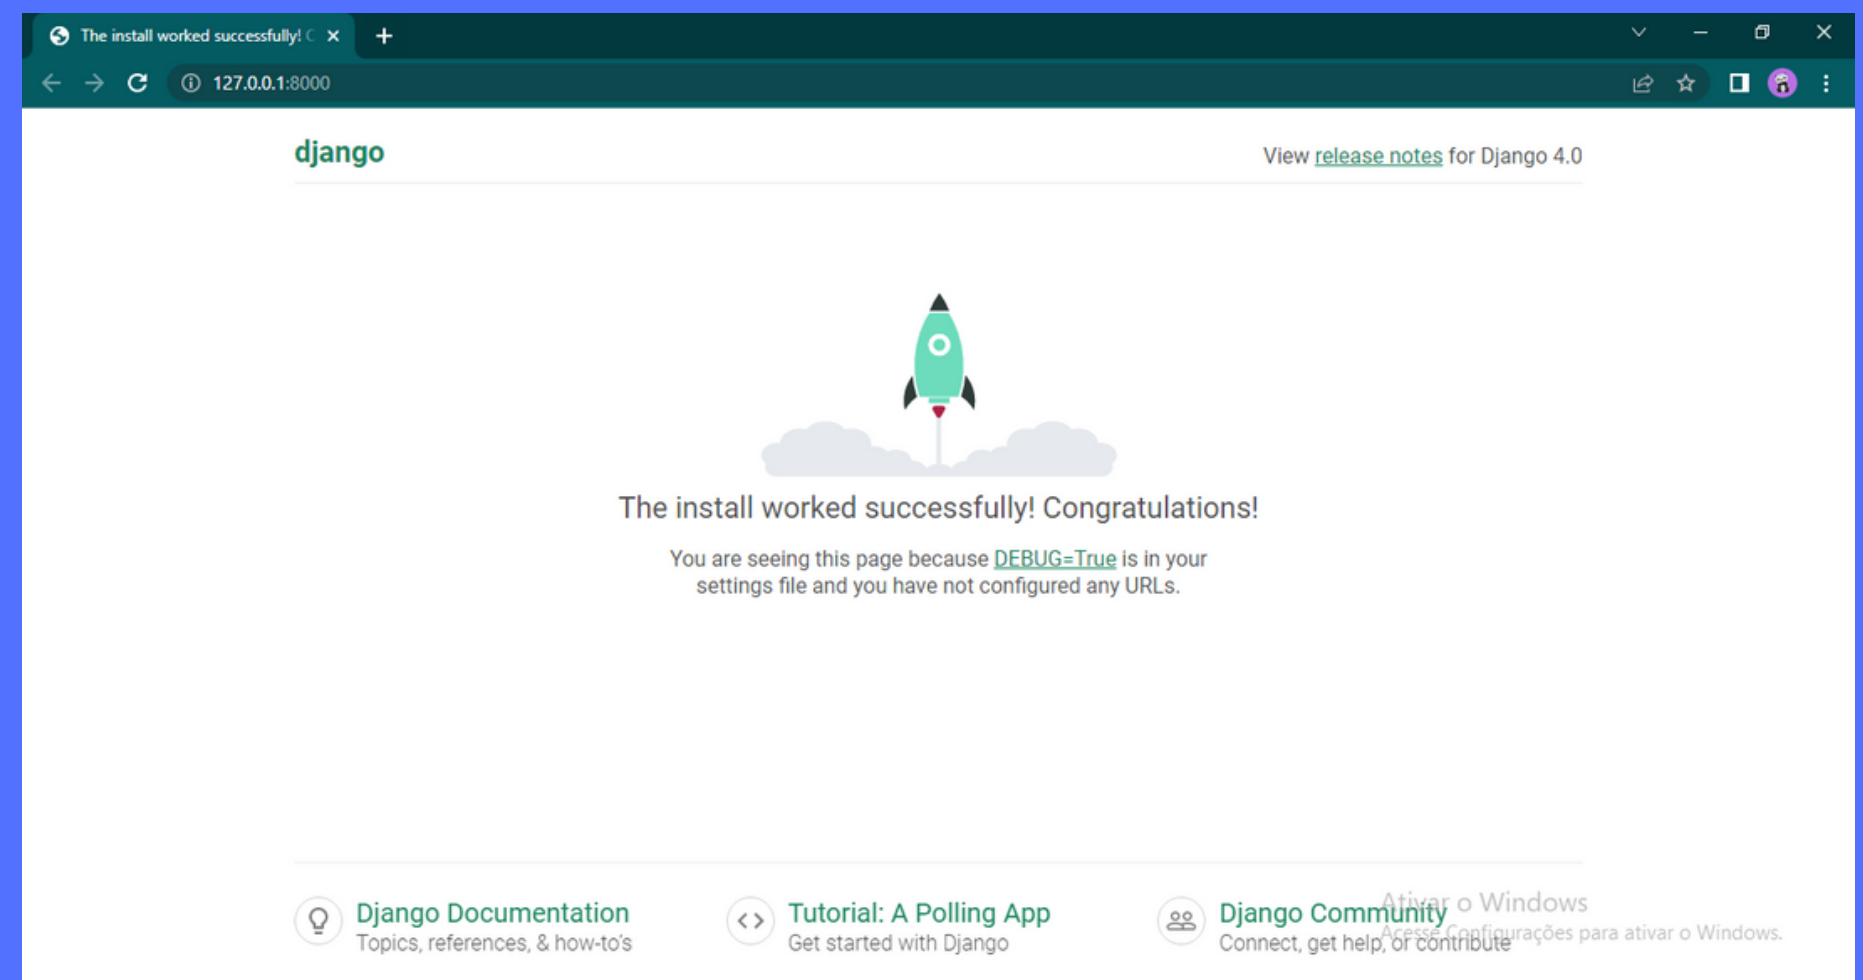 The install worked successfully! C
127.0.0.1:8000
django
View release notes for Django 4.0
The install worked successfully! Congratulations!
You are seeing this page because DEBUG=True is in your
settings file and you have not configured any URLs.
Django Documentation
Topics, references, & how-to's
Tutorial: A Polling App
Get started with Django
Django Community
Connect, get help, or contribute
Ativar o Windows
Acesse Configurações para ativar o Windows.